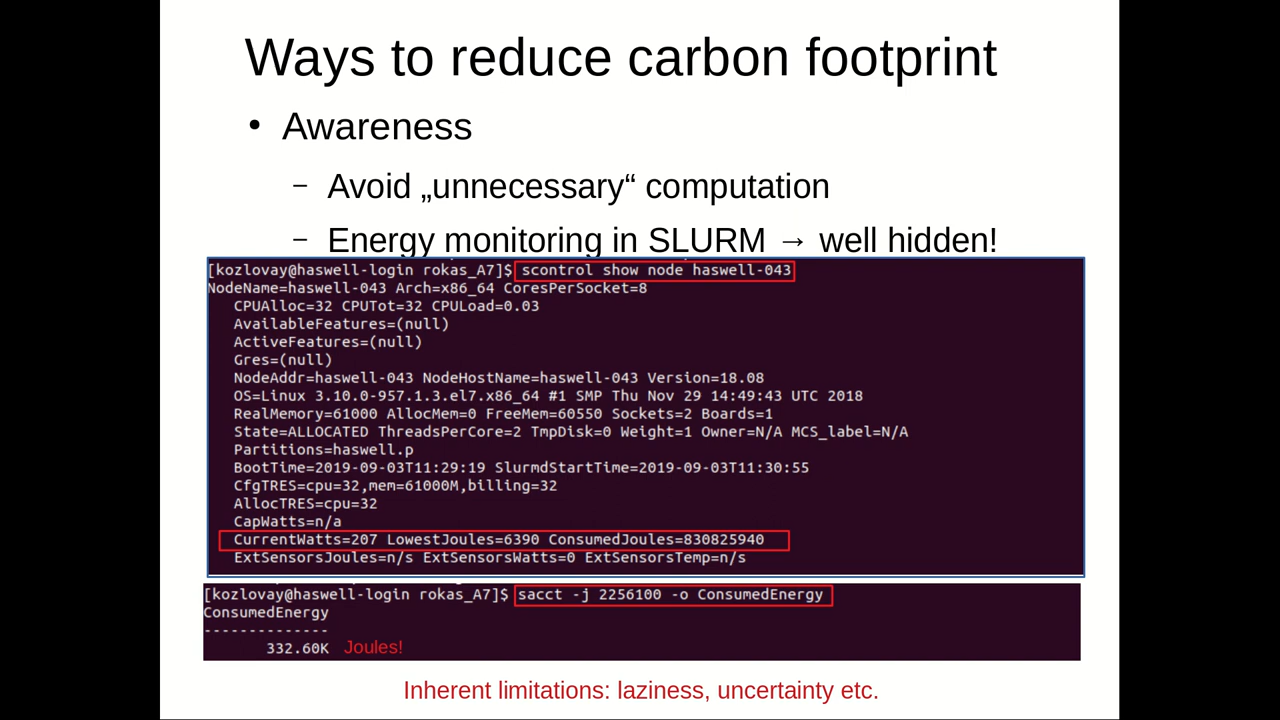 Ways to reduce carbon footprint
• Awareness
– Avoid „unnecessary“ computation
– Energy monitoring in SLURM → well hidden!
[kozlovay@haswell-login rokas_A7]$ scontrol show node haswell-043
NodeName=haswell-043 Arch=x86_64 CoresPerSocket=8
CPUAlloc=32 CPUTot=32 CPULoad=0.03
AvailableFeatures=(null)
ActiveFeatures=(null)
Gres=(null)
NodeAddr=haswell-043 NodeHostName=haswell-043 Version=18.08
OS=Linux 3.10.0-957.1.3.el7.x86_64 #1 SMP Thu Nov 29 14:49:43 UTC 2018
RealMemory=61000 AllocMem=0 FreeMem=60550 Sockets=2 Boards=1
State=ALLOCATED ThreadsPerCore=2 TmpDisk=0 Weight=1 Owner=N/A MCS_label=N/A
Partitions=haswell.p
BootTime=2019-09-03T11:29:19 SlurmdStartTime=2019-09-03T11:30:55
CfgTRES=cpu=32,mem=61000M,billing=32
AllocTRES=cpu=32
CapWatts=n/a
CurrentWatts=207 LowestJoules=6390 ConsumedJoules=830825940
ExtSensorsJoules=n/s ExtSensorsWatts=0 ExtSensorsTemp=n/s
[kozlovay@haswell-login rokas_A7]$ sacct -j 2256100 -o ConsumedEnergy
ConsumedEnergy
--------------
332.60K Joules!
Inherent limitations: laziness, uncertainty etc.